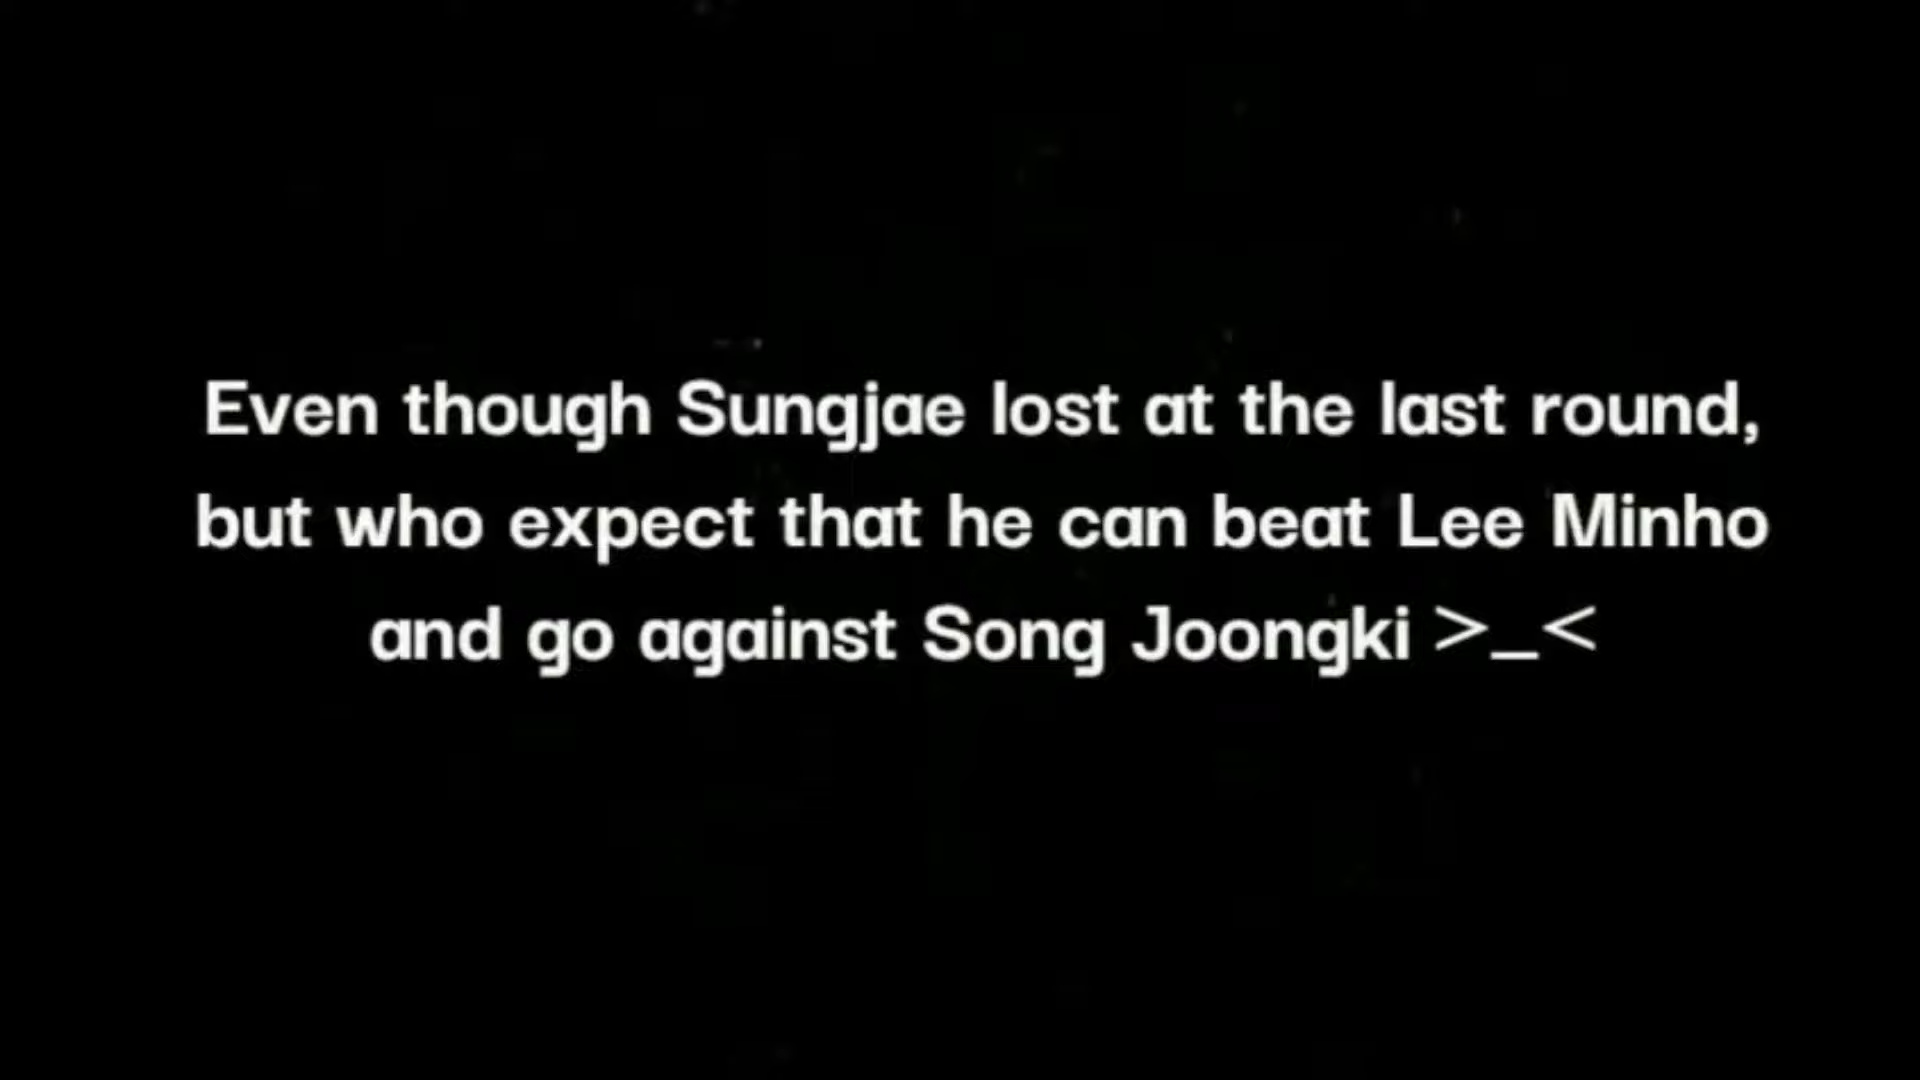 Even though Sungjae lost at the last round,
but who expect that he can beat Lee Minho
and go against Song Joongki >_<